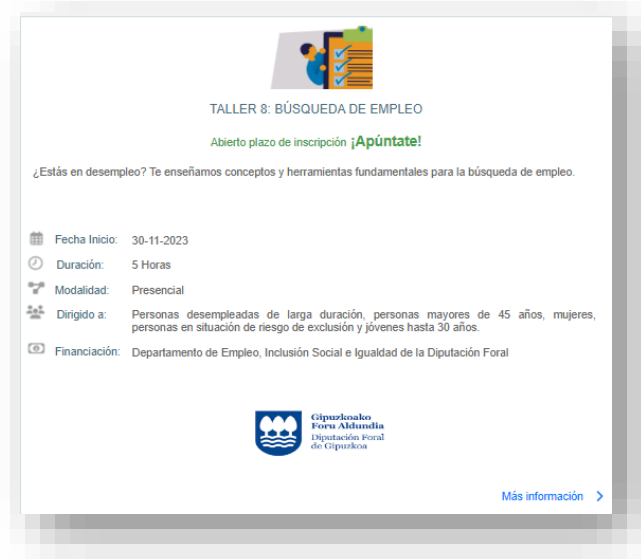 TALLER 8: BÚSQUEDA DE EMPLEO
Abierto plazo de inscripción ¡Apúntate!
¿Estás en desempleo? Te enseñamos conceptos y herramientas fundamentales para la búsqueda de empleo.
Fecha Inicio: 30-11-2023
Duración: 5 Horas
Modalidad: Presencial
Dirigido a: Personas desempleadas de larga duración, personas mayores de 45 años, mujeres,
personas en situación de riesgo de exclusión y jóvenes hasta 30 años.
Financiación: Departamento de Empleo, Inclusión Social e Igualdad de la Diputación Foral
Gipuzkoako
Foru Aldundia
Diputación Foral
de Gipuzkoa
Más información